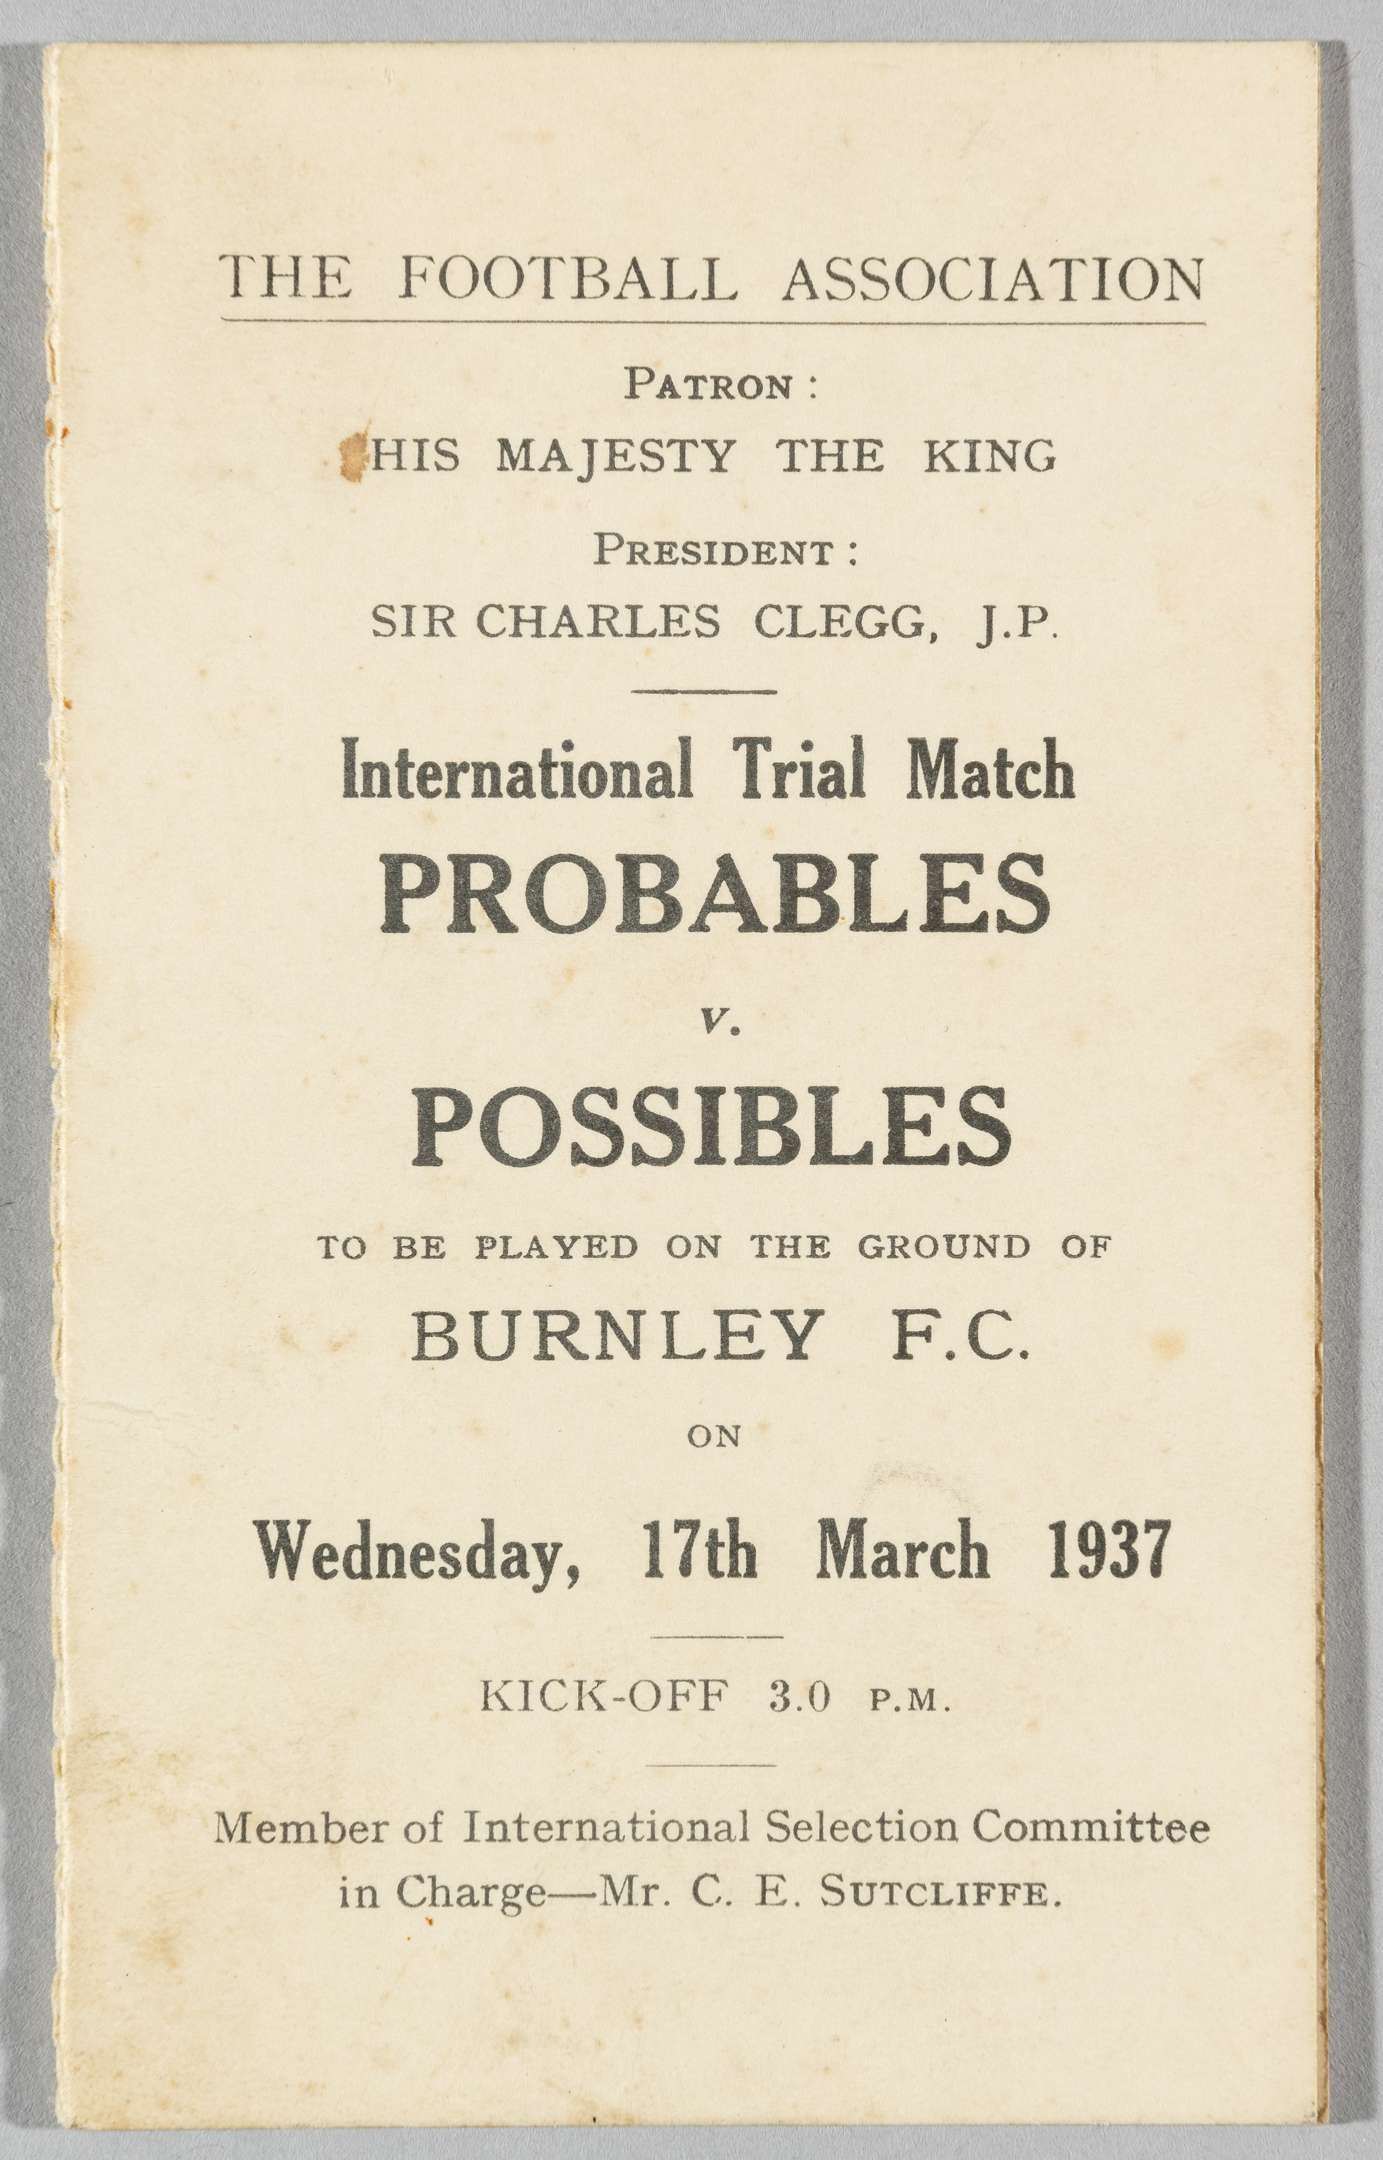 THE FOOTBALL ASSOCIATION
PATRON :
HIS MAJESTY THE KING
PRESIDENT :
SIR CHARLES CLEGG, J.P.
International Trial Match
PROBABLES
v.
POSSIBLES
TO BE PLAYED ON THE GROUND OF
BURNLEY F.C.
ON
Wednesday, 17th March 1937
KICK-OFF 3.0 P.M.
Member of International Selection Committee
in Charge—Mr. C. E. SUTCLIFFE.